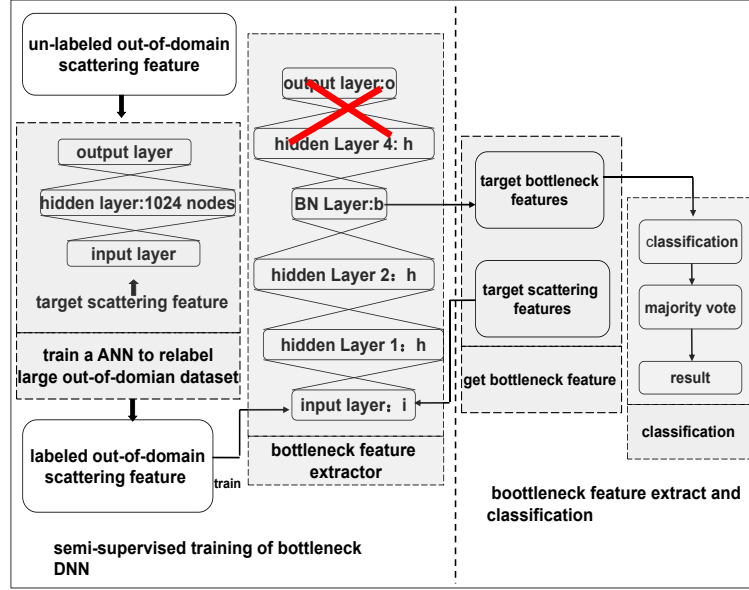 un-labeled out-of-domain
scattering feature
output layer
hidden layer:1024 nodes
input layer
target scattering feature
train a ANN to relabel
large out-of-domian dataset
labeled out-of-domain
scattering feature
train
semi-supervised training of bottleneck
DNN
output layer:o
hidden Layer 4: h
BN Layer:b
hidden Layer 2: h
hidden Layer 1: h
input layer: i
bottleneck feature
extractor
target bottleneck
features
target scattering
features
get bottleneck feature
classification
majority vote
result
classification
boottleneck feature extract and
classification